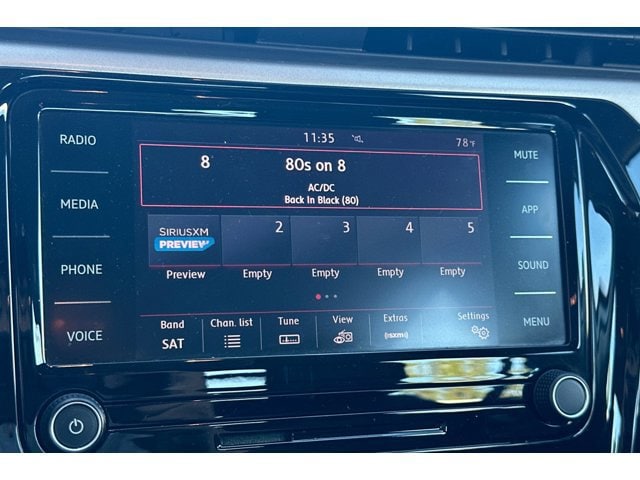 11:35 78°F
8 80s on 8
AC/DC
Back In Black (80)
SIRIUSXM PREVIEW 2 3 4 5
Preview Empty Empty Empty Empty
Band Chan. list Tune View Extras Settings
SAT (sxm)
RADIO
MEDIA
PHONE
VOICE
MUTE
APP
SOUND
MENU